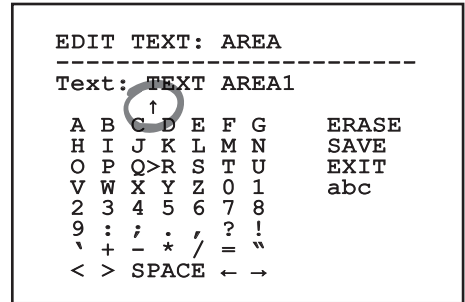 EDIT TEXT: AREA
------------------------
Text: TEXT AREA1
↑
A B C D E F G ERASE
H I J K L M N SAVE
O P Q>R S T U EXIT
V W X Y Z 0 1 abc
2 3 4 5 6 7 8
9 : ; . , ? !
‘ + – * / = “
< > SPACE ← →